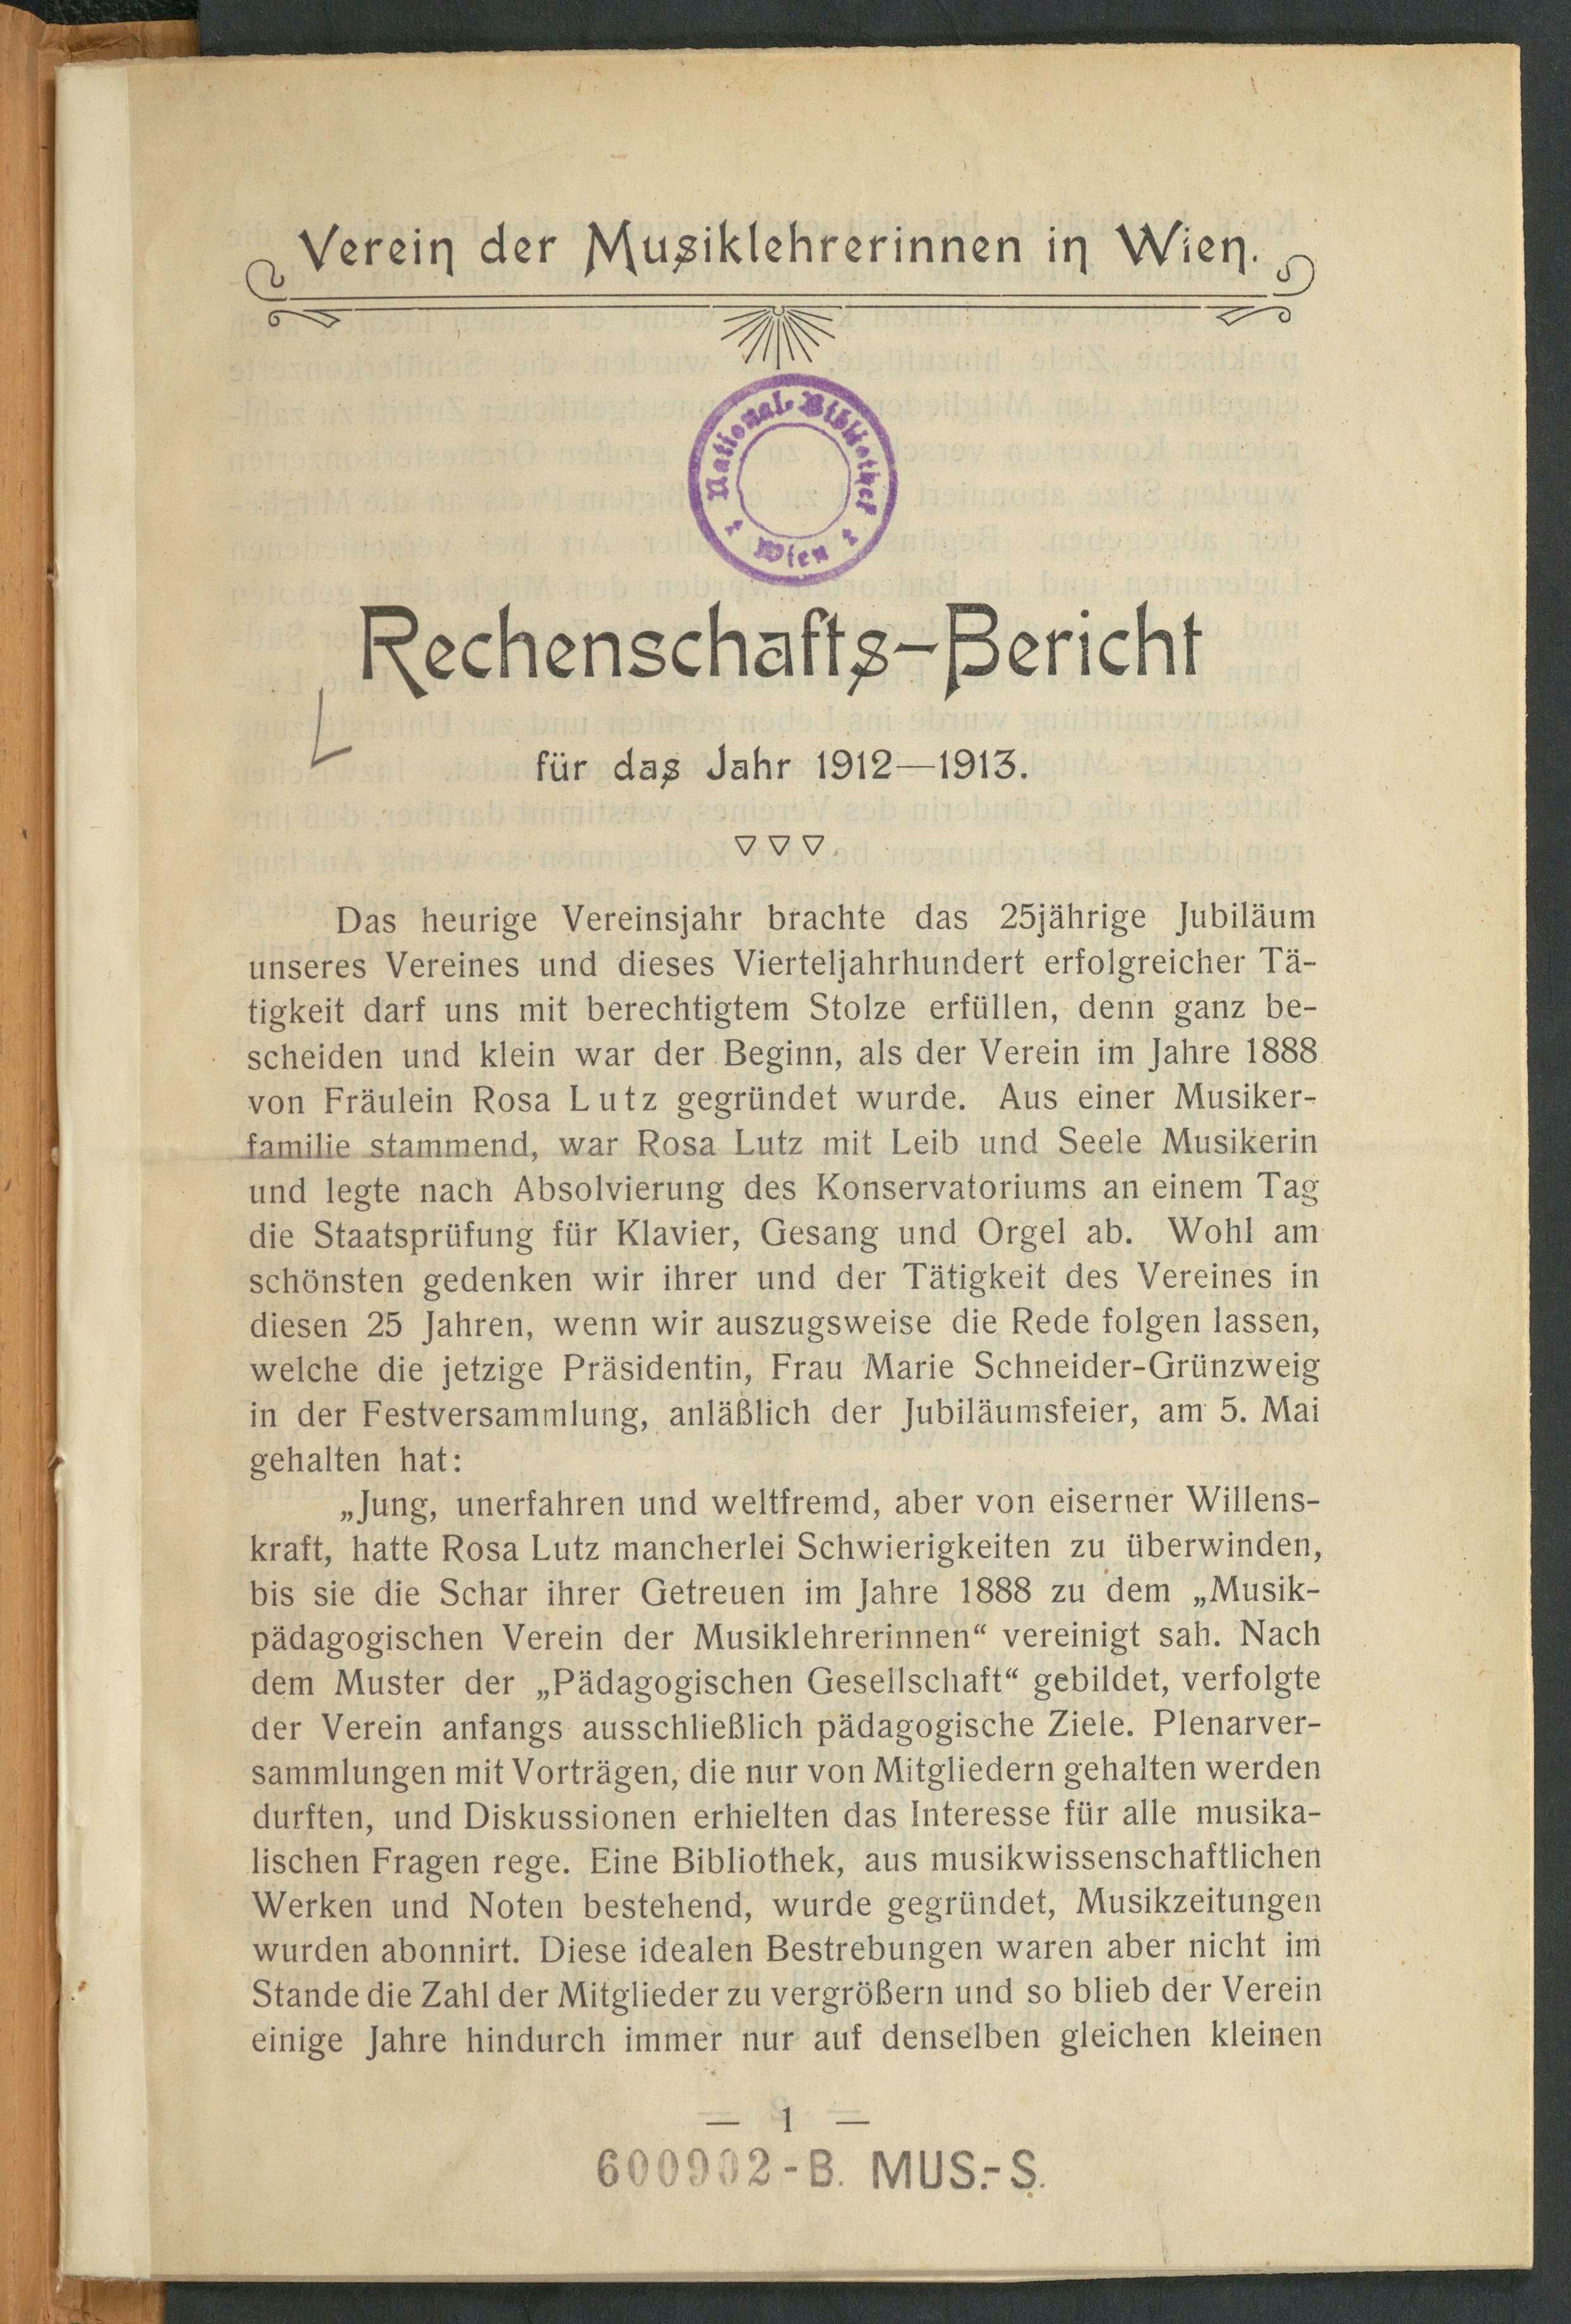 Verein der Musiklehrerinnen in Wien.
National-Bibliothek
Wien
Rechenschafts-Bericht
für das Jahr 1912—1913.
Das heurige Vereinsjahr brachte das 25jährige Jubiläum
unseres Vereines und dieses Vierteljahrhundert erfolgreicher Tä-
tigkeit darf uns mit berechtigtem Stolze erfüllen, denn ganz be-
scheiden und klein war der Beginn, als der Verein im Jahre 1888
von Fräulein Rosa Lutz gegründet wurde. Aus einer Musiker-
familie stammend, war Rosa Lutz mit Leib und Seele Musikerin
und legte nach Absolvierung des Konservatoriums an einem Tag
die Staatsprüfung für Klavier, Gesang und Orgel ab. Wohl am
schönsten gedenken wir ihrer und der Tätigkeit des Vereines in
diesen 25 Jahren, wenn wir auszugsweise die Rede folgen lassen,
welche die jetzige Präsidentin, Frau Marie Schneider-Grünzweig
in der Festversammlung, anläßlich der Jubiläumsfeier, am 5. Mai
gehalten hat:
„Jung, unerfahren und weltfremd, aber von eiserner Willens-
kraft, hatte Rosa Lutz mancherlei Schwierigkeiten zu überwinden,
bis sie die Schar ihrer Getreuen im Jahre 1888 zu dem „Musik-
pädagogischen Verein der Musiklehrerinnen“ vereinigt sah. Nach
dem Muster der „Pädagogischen Gesellschaft“ gebildet, verfolgte
der Verein anfangs ausschließlich pädagogische Ziele. Plenarver-
sammlungen mit Vorträgen, die nur von Mitgliedern gehalten werden
durften, und Diskussionen erhielten das Interesse für alle musika-
lischen Fragen rege. Eine Bibliothek, aus musikwissenschaftlichen
Werken und Noten bestehend, wurde gegründet, Musikzeitungen
wurden abonnirt. Diese idealen Bestrebungen waren aber nicht im
Stande die Zahl der Mitglieder zu vergrößern und so blieb der Verein
einige Jahre hindurch immer nur auf denselben gleichen kleinen
— 1 —
600902-B. MUS.-S.